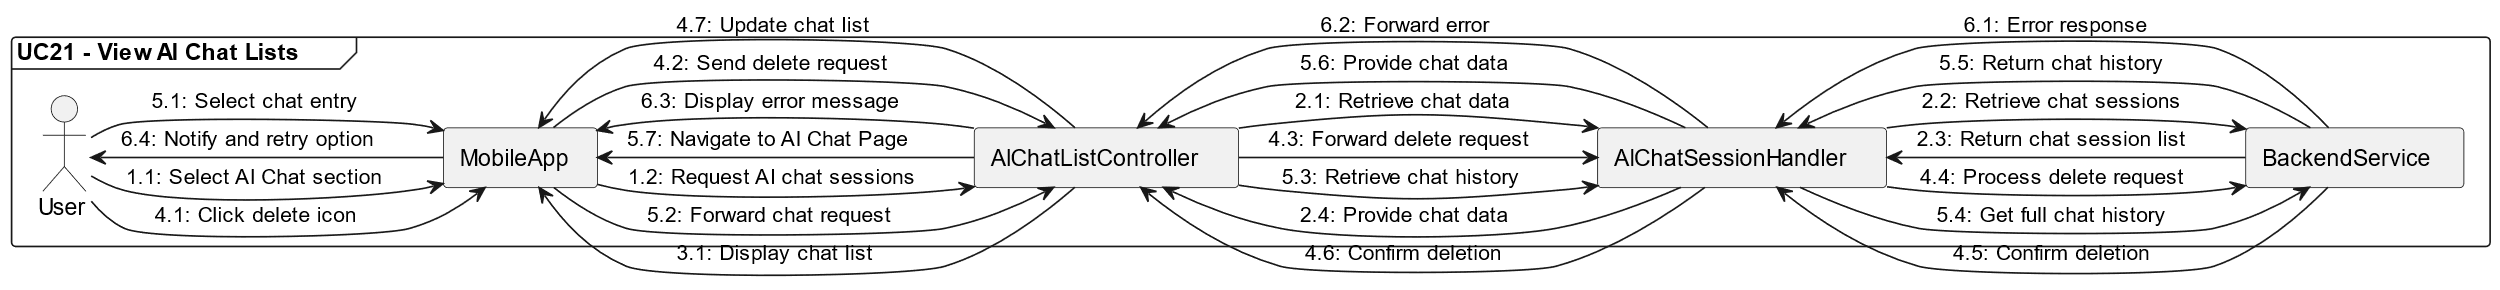 4.7: Update chat list
6.2: Forward error
6.1: Error response
UC21 - View AI Chat Lists
4.2: Send delete request
5.6: Provide chat data
5.5: Return chat history
5.1: Select chat entry
6.3: Display error message
2.1: Retrieve chat data
2.2: Retrieve chat sessions
6.4: Notify and retry option
5.7: Navigate to AI Chat Page
4.3: Forward delete request
2.3: Return chat session list
MobileApp
AIChatListController
AIChatSessionHandler
BackendService
1.1: Select AI Chat section
1.2: Request AI chat sessions
5.3: Retrieve chat history
4.4: Process delete request
User
4.1: Click delete icon
5.2: Forward chat request
2.4: Provide chat data
5.4: Get full chat history
3.1: Display chat list
4.6: Confirm deletion
4.5: Confirm deletion